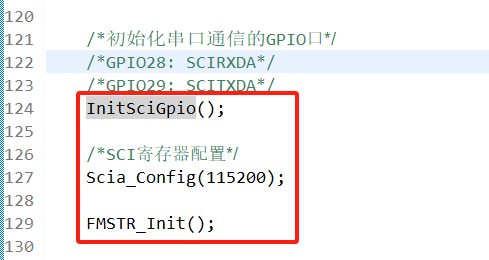 120
121 /*初始化串口通信的GPIO口*/
122 /*GPIO28: SCIRXDA*/
123 /*GPIO29: SCITXDA*/
124 InitSciGpio();
125
126 /*SCI寄存器配置*/
127 Scia_Config(115200);
128
129 FMSTR_Init();
130